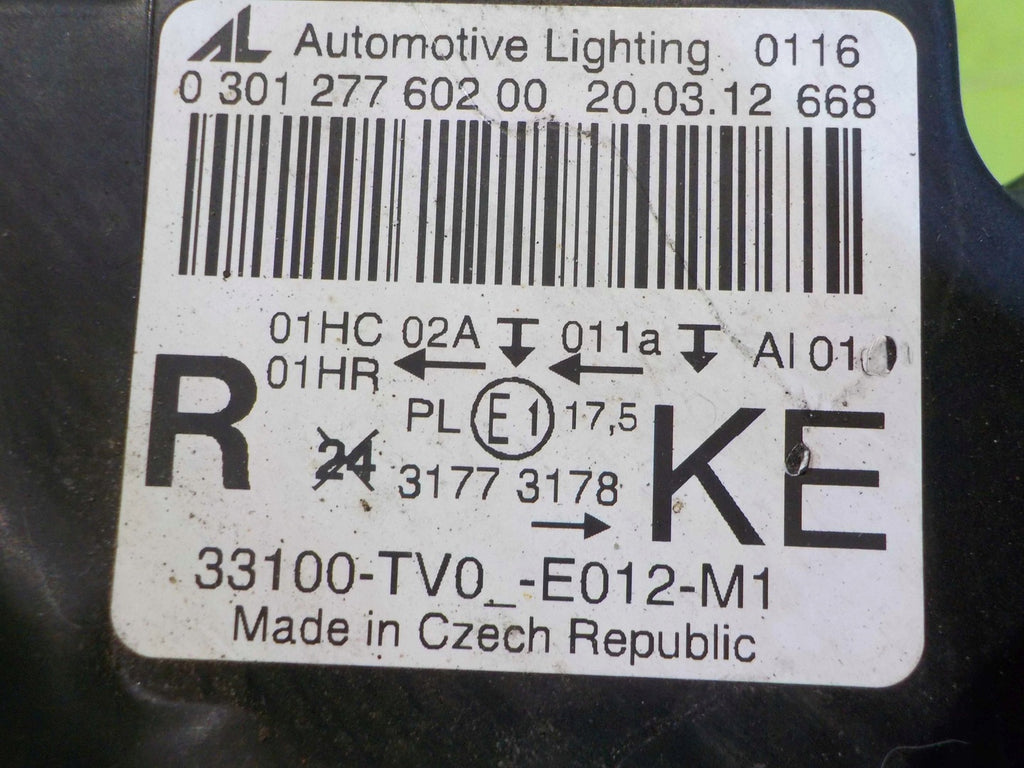 AL Automotive Lighting 0116
0 301 277 602 00 20.03.12 668
01HC 02A 011a AI 01
01HR
PL E1 17,5
R 24 3177 3178 KE
33100-TV0_-E012-M1
Made in Czech Republic